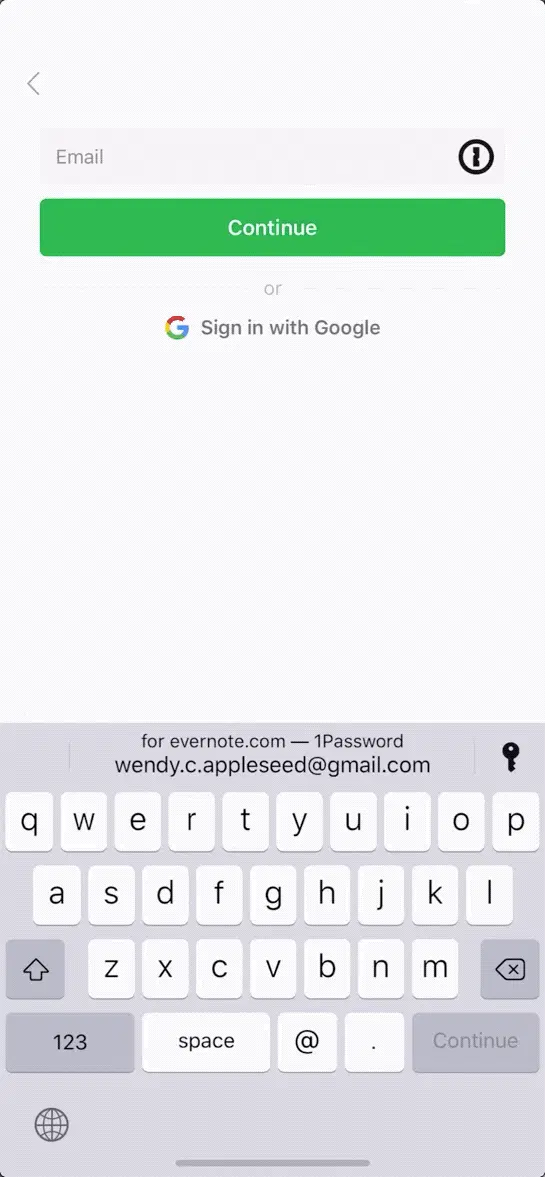 Email
Continue
or
Sign in with Google
for evernote.com — 1Password
wendy.c.appleseed@gmail.com
q w e r t y u i o p
a s d f g h j k l
z x c v b n m
123 space @ . Continue